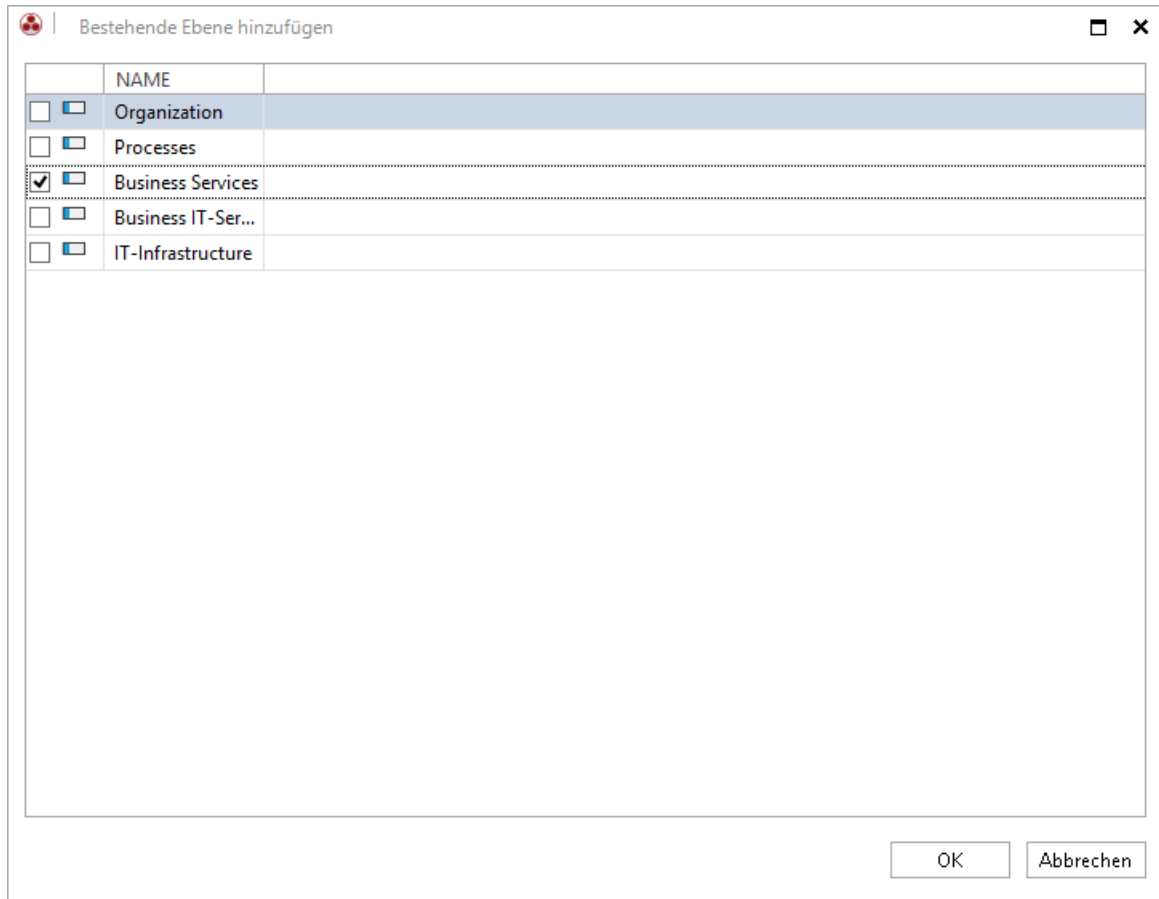 Bestehende Ebene hinzufügen
NAME
Organization
Processes
Business Services
Business IT-Ser...
IT-Infrastructure
OK Abbrechen